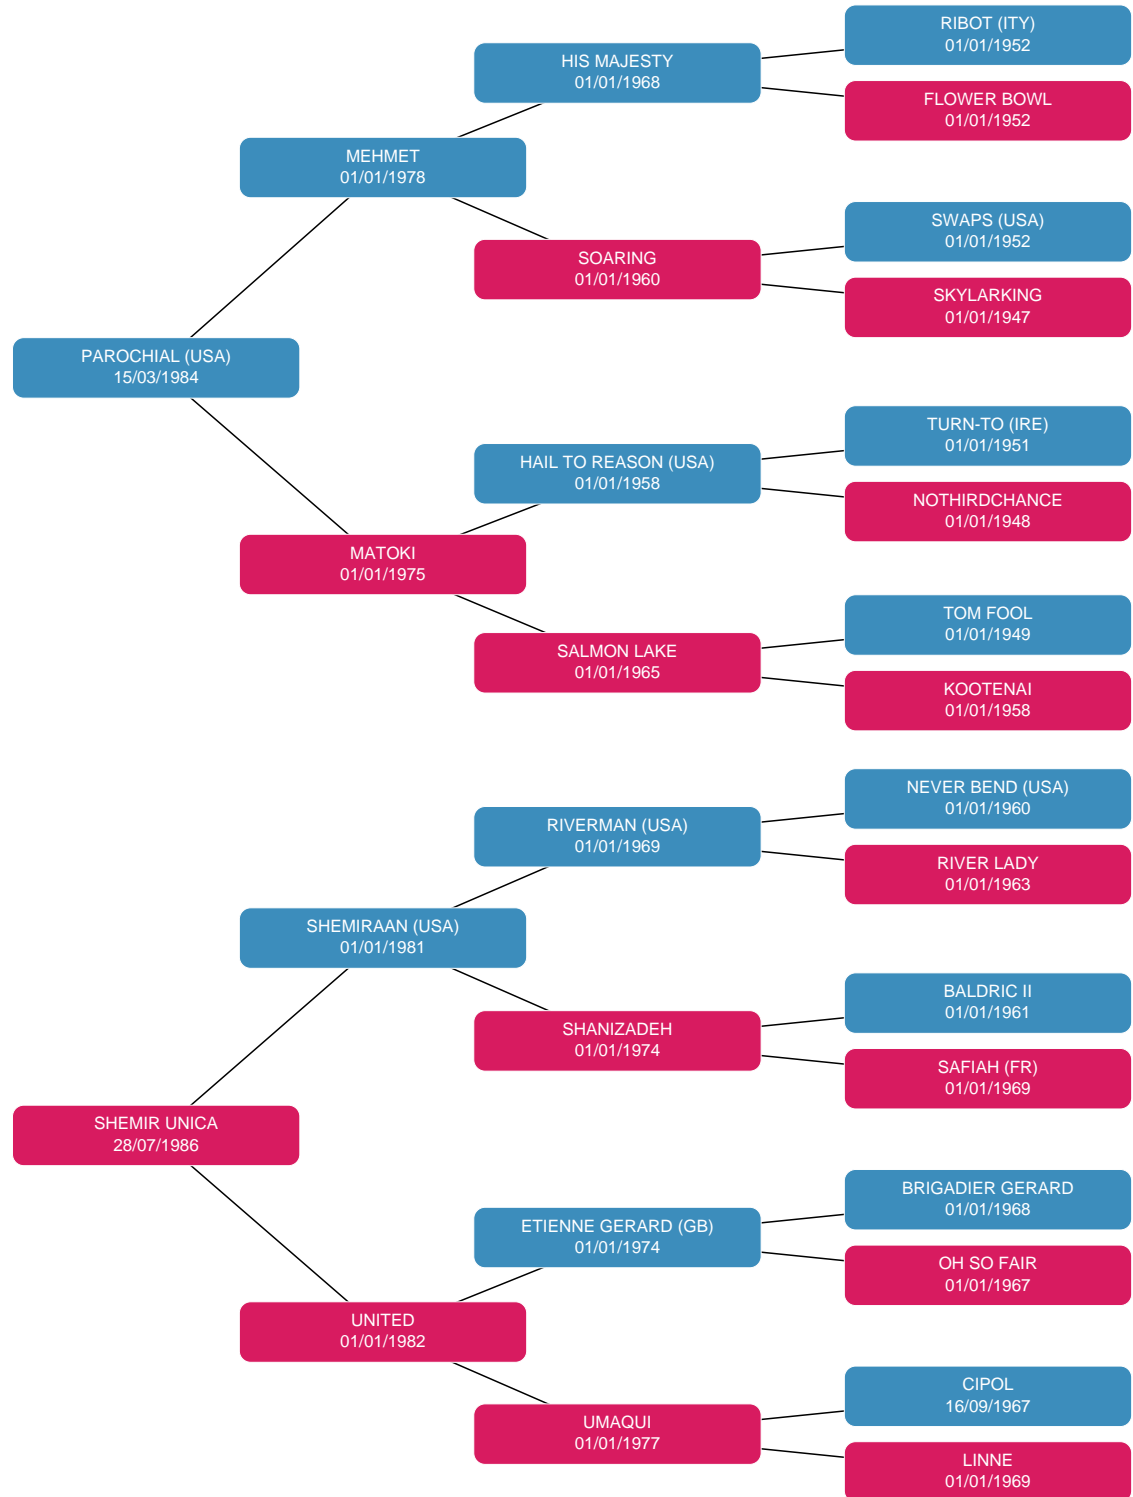 RIBOT (ITY)
01/01/1952
HIS MAJESTY
01/01/1968
FLOWER BOWL
01/01/1952
MEHMET
01/01/1978
SWAPS (USA)
01/01/1952
SOARING
01/01/1960
SKYLARKING
01/01/1947
PAROCHIAL (USA)
15/03/1984
TURN-TO (IRE)
01/01/1951
HAIL TO REASON (USA)
01/01/1958
NOTHIRDCHANCE
01/01/1948
MATOKI
01/01/1975
TOM FOOL
01/01/1949
SALMON LAKE
01/01/1965
KOOTENAI
01/01/1958
NEVER BEND (USA)
01/01/1960
RIVERMAN (USA)
01/01/1969
RIVER LADY
01/01/1963
SHEMIRAAN (USA)
01/01/1981
BALDRIC II
01/01/1961
SHANIZADEH
01/01/1974
SAFIAH (FR)
01/01/1969
SHEMIR UNICA
28/07/1986
BRIGADIER GERARD
01/01/1968
ETIENNE GERARD (GB)
01/01/1974
OH SO FAIR
01/01/1967
UNITED
01/01/1982
CIPOL
16/09/1967
UMAQUI
01/01/1977
LINNE
01/01/1969